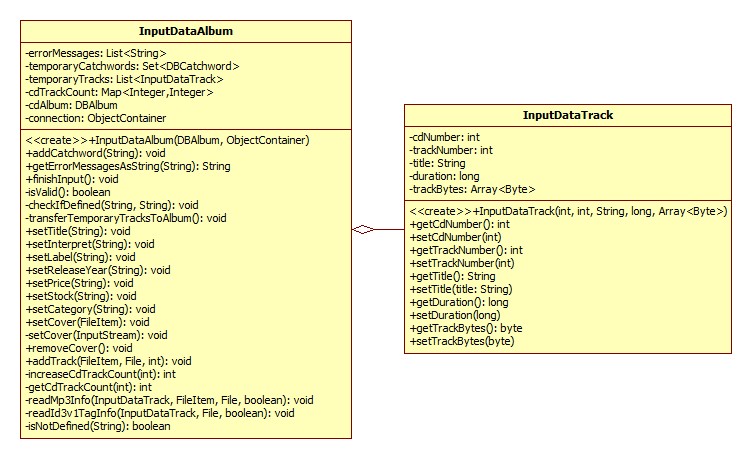 InputDataAlbum
-errorMessages: List<String>
-temporaryCatchwords: Set<DBCatchword>
-temporaryTracks: List<InputDataTrack>
-cdTrackCount: Map<Integer,Integer>
-cdAlbum: DBAlbum
-connection: ObjectContainer
<<create>>+InputDataAlbum(DBAlbum, ObjectContainer)
+addCatchword(String): void
+getErrorMessagesAsString(String): String
+finishInput(): void
-isValid(): boolean
-checkIfDefined(String, String): void
-transferTemporaryTracksToAlbum(): void
+setTitle(String): void
+setInterpret(String): void
+setLabel(String): void
+setReleaseYear(String): void
+setPrice(String): void
+setStock(String): void
+setCategory(String): void
+setCover(FileItem): void
-setCover(InputStream): void
+removeCover(): void
+addTrack(FileItem, File, int): void
-increaseCdTrackCount(int): int
-getCdTrackCount(int): int
-readMp3Info(InputDataTrack, FileItem, File, boolean): void
-readId3v1TagInfo(InputDataTrack, File, boolean): void
-isNotDefined(String): boolean
InputDataTrack
-cdNumber: int
-trackNumber: int
-title: String
-duration: long
-trackBytes: Array<Byte>
<<create>>+InputDataTrack(int, int, String, long, Array<Byte>)
+getCdNumber(): int
+setCdNumber(int)
+getTrackNumber(): int
+setTrackNumber(int)
+getTitle(): String
+setTitle(title: String)
+getDuration(): long
+setDuration(long)
+getTrackBytes(): byte
+setTrackBytes(byte)